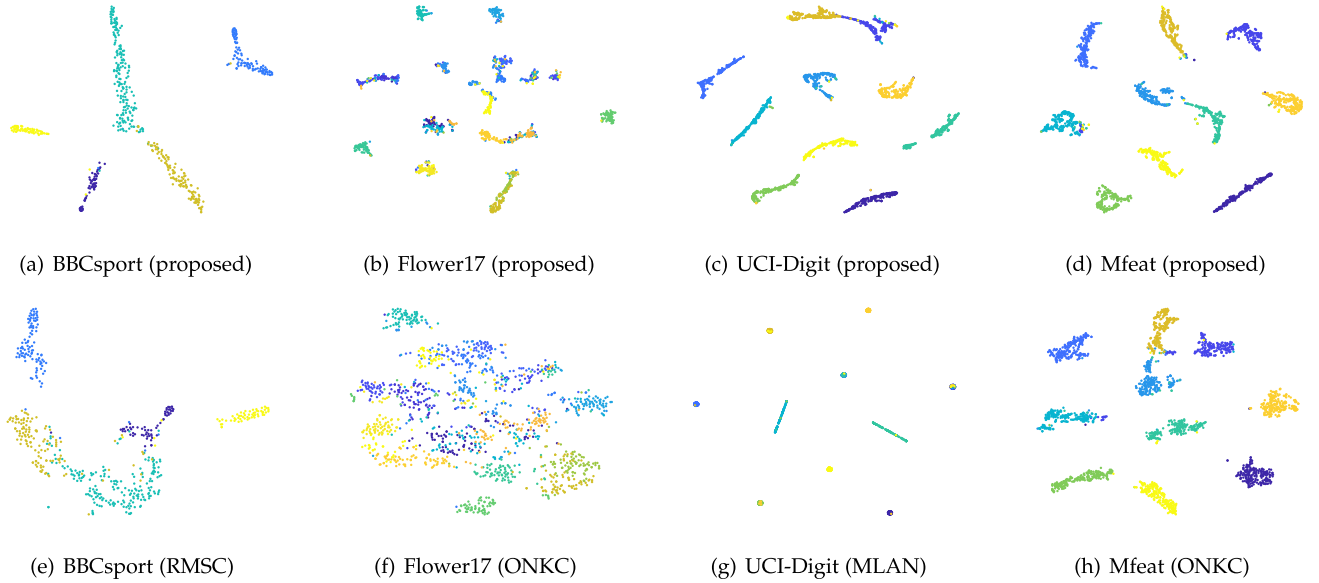 (a) BBCsport (proposed)
(b) Flower17 (proposed)
(c) UCI-Digit (proposed)
(d) Mfeat (proposed)
(e) BBCsport (RMSC)
(f) Flower17 (ONKC)
(g) UCI-Digit (MLAN)
(h) Mfeat (ONKC)